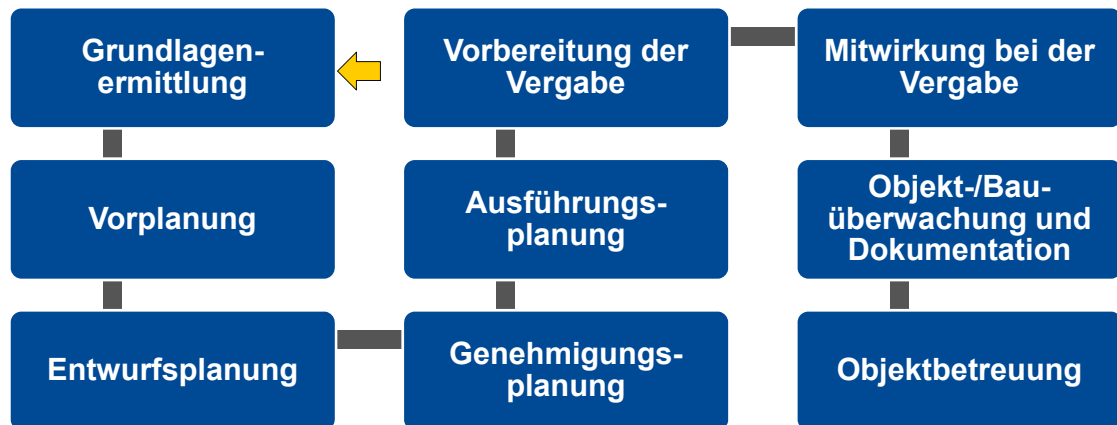 Grundlagen-
ermittlung
Vorplanung
Entwurfsplanung
Genehmigungs-
planung
Ausführungs-
planung
Vorbereitung der
Vergabe
Mitwirkung bei der
Vergabe
Objekt-/Bau-
überwachung und
Dokumentation
Objektbetreuung